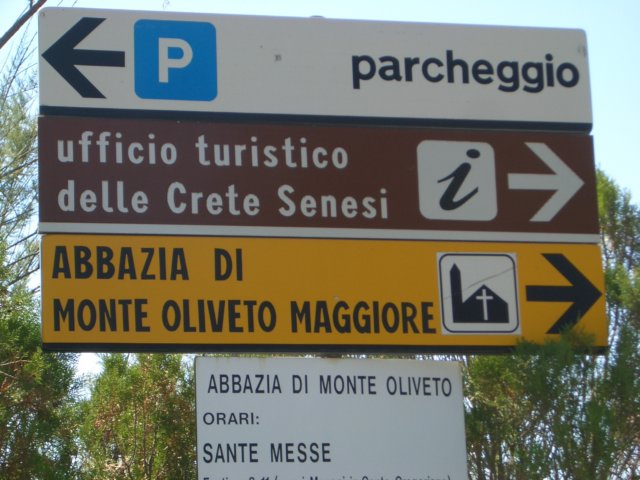 P parcheggio
ufficio turistico
delle Crete Senesi i
ABBAZIA DI
MONTE OLIVETO MAGGIORE
ABBAZIA DI MONTE OLIVETO
ORARI:
SANTE MESSE